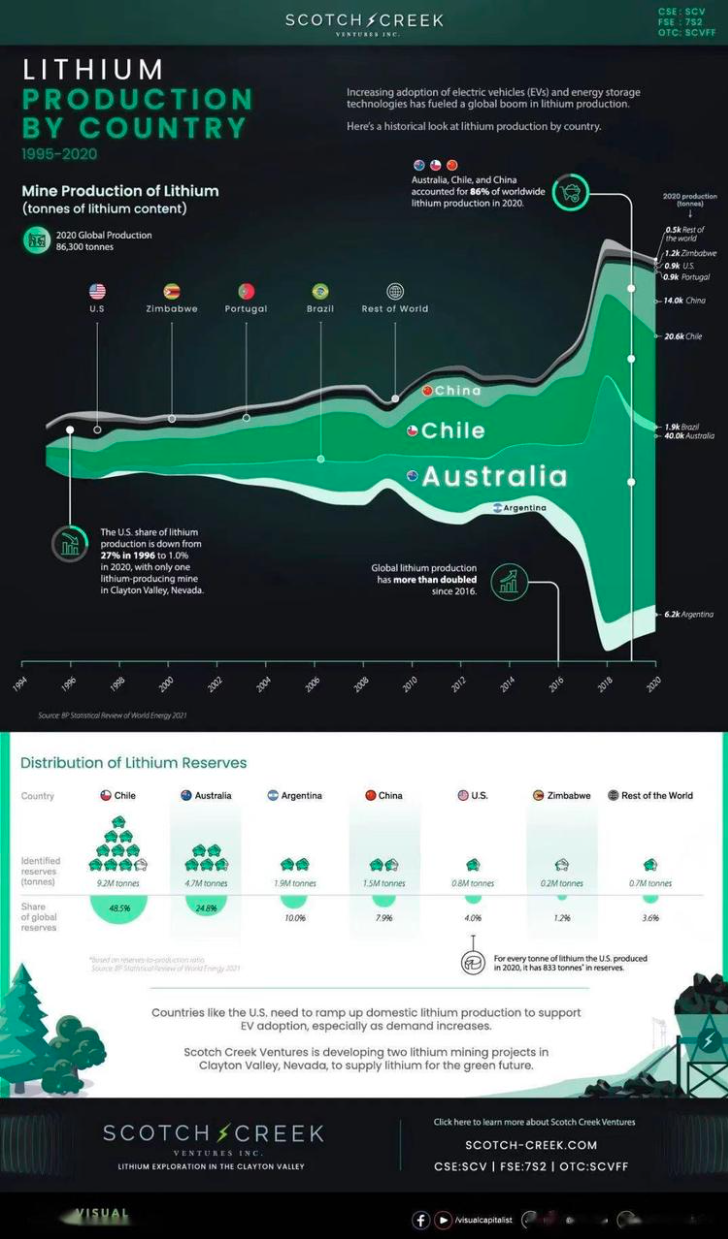 SCOTCH CREEK
VENTURES INC.
CSE: SCV
FSE : 7S2
OTC: SCVFF
LITHIUM
PRODUCTION
BY COUNTRY
1995-2020
Increasing adoption of electric vehicles (EVs) and energy storage
technologies has fueled a global boom in lithium production.
Here's a historical look at lithium production by country.
Mine Production of Lithium
(tonnes of lithium content)
2020 Global Production
86,300 tonnes
Australia, Chile, and China
accounted for 86% of worldwide
lithium production in 2020.
2020 production
(tonnes)
0.5k Rest of
the world
1.2k Zimbabwe
0.9k U.S.
0.9k Portugal
14.0k China
20.6k Chile
1.9k Brazil
40.0k Australia
6.2k Argentina
U.S
Zimbabwe
Portugal
Brazil
Rest of World
China
Chile
Australia
Argentina
The U.S. share of lithium
production is down from
27% in 1996 to 1.0%
in 2020, with only one
lithium-producing mine
in Clayton Valley, Nevada.
Global lithium production
has more than doubled
since 2016.
1994
1996
1998
2000
2002
2004
2006
2008
2010
2012
2014
2016
2018
2020
Source: BP Statistical Review of World Energy 2021
Distribution of Lithium Reserves
Country
Chile
Australia
Argentina
China
U.S.
Zimbabwe
Rest of the World
Identified
reserves
(tonnes)
9.2M tonnes
4.7M tonnes
1.9M tonnes
1.5M tonnes
0.8M tonnes
0.2M tonnes
0.7M tonnes
Share
of global
reserves
48.5%
24.8%
10.0%
7.9%
4.0%
1.2%
3.6%
*Based on reserves-to-production ratio
Source: BP Statistical Review of World Energy 2021
For every tonne of lithium the U.S. produced
in 2020, it has 833 tonnes* in reserves.
Countries like the U.S. need to ramp up domestic lithium production to support
EV adoption, especially as demand increases.
Scotch Creek Ventures is developing two lithium mining projects in
Clayton Valley, Nevada, to supply lithium for the green future.
SCOTCH CREEK
VENTURES INC.
LITHIUM EXPLORATION IN THE CLAYTON VALLEY
Click here to learn more about Scotch Creek Ventures
SCOTCH-CREEK.COM
CSE:SCV | FSE:7S2 | OTC:SCVFF
VISUAL
/visualcapitalist